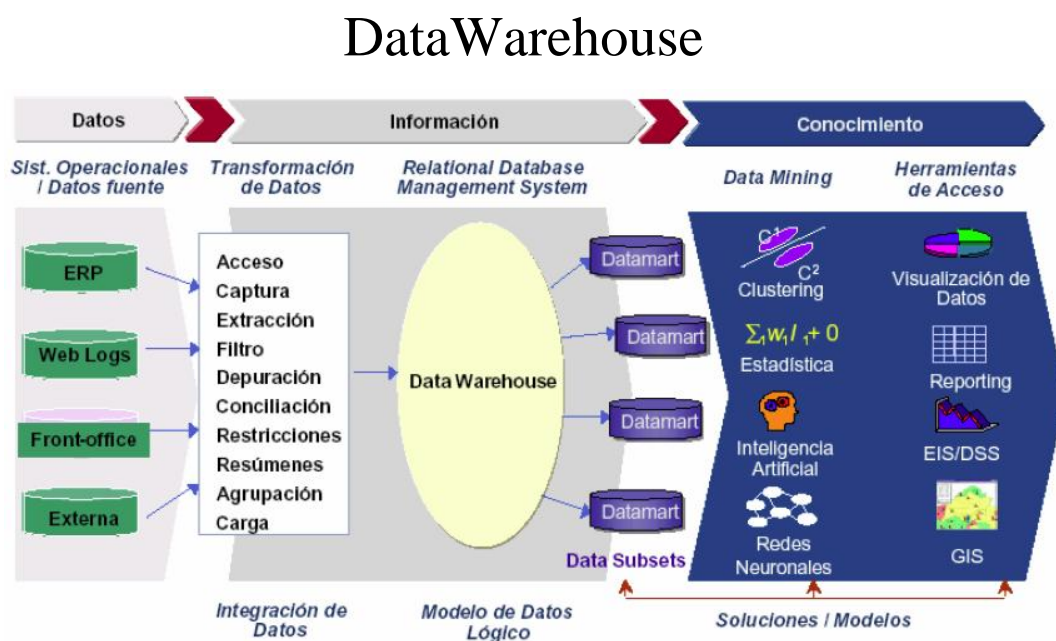 DataWarehouse
Datos
Información
Conocimiento
Sist. Operacionales
/ Datos fuente
Transformación
de Datos
Relational Database
Management System
Data Mining
Herramientas
de Acceso
ERP
Web Logs
Front-office
Externa
Acceso
Captura
Extracción
Filtro
Depuración
Conciliación
Restricciones
Resúmenes
Agrupación
Carga
Data Warehouse
Datamart
Datamart
Datamart
Datamart
Data Subsets
C1
C2
Clustering
Σ1w1I1+ 0
Estadística
Inteligencia
Artificial
Redes
Neuronales
Visualización de
Datos
Reporting
EIS/DSS
GIS
Integración de
Datos
Modelo de Datos
Lógico
Soluciones / Modelos